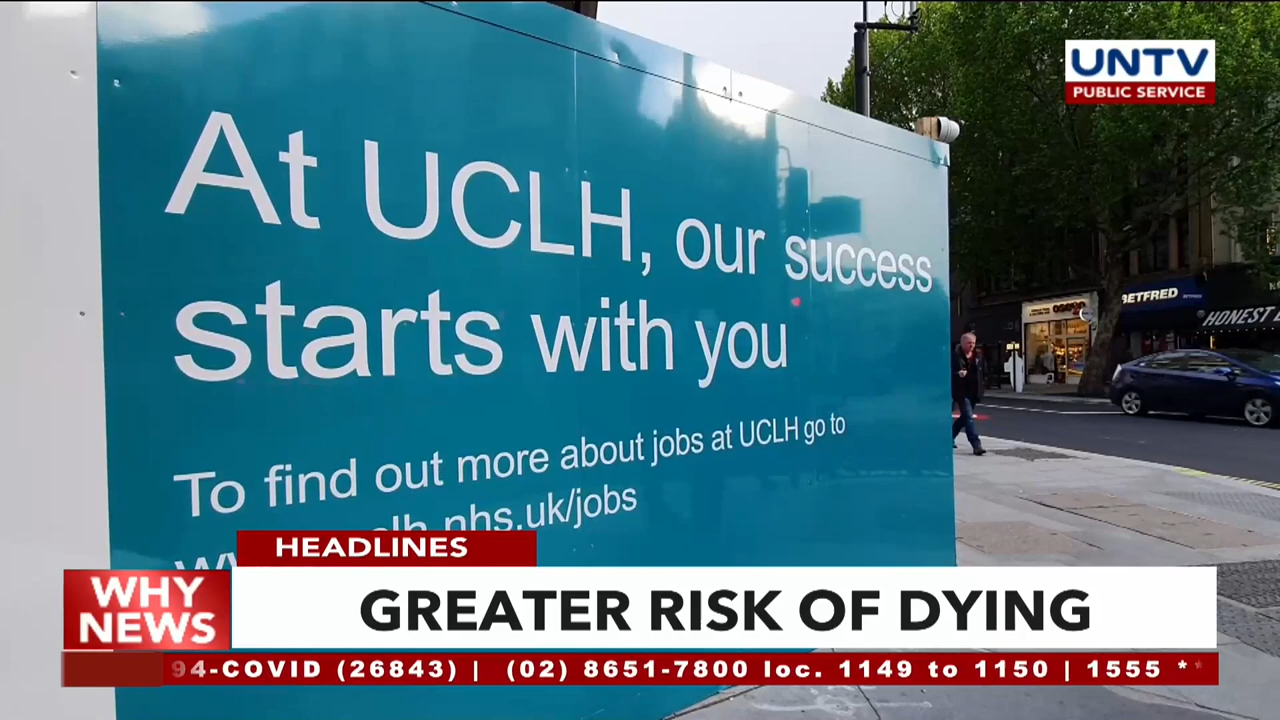 UNTV
PUBLIC SERVICE
At UCLH, our success
starts with you
To find out more about jobs at UCLH go to
nhs.uk/jobs
BETFRED
HONEST
HEADLINES
WHY
NEWS
GREATER RISK OF DYING
94-COVID (26843) | (02) 8651-7800 loc. 1149 to 1150 | 1555 *